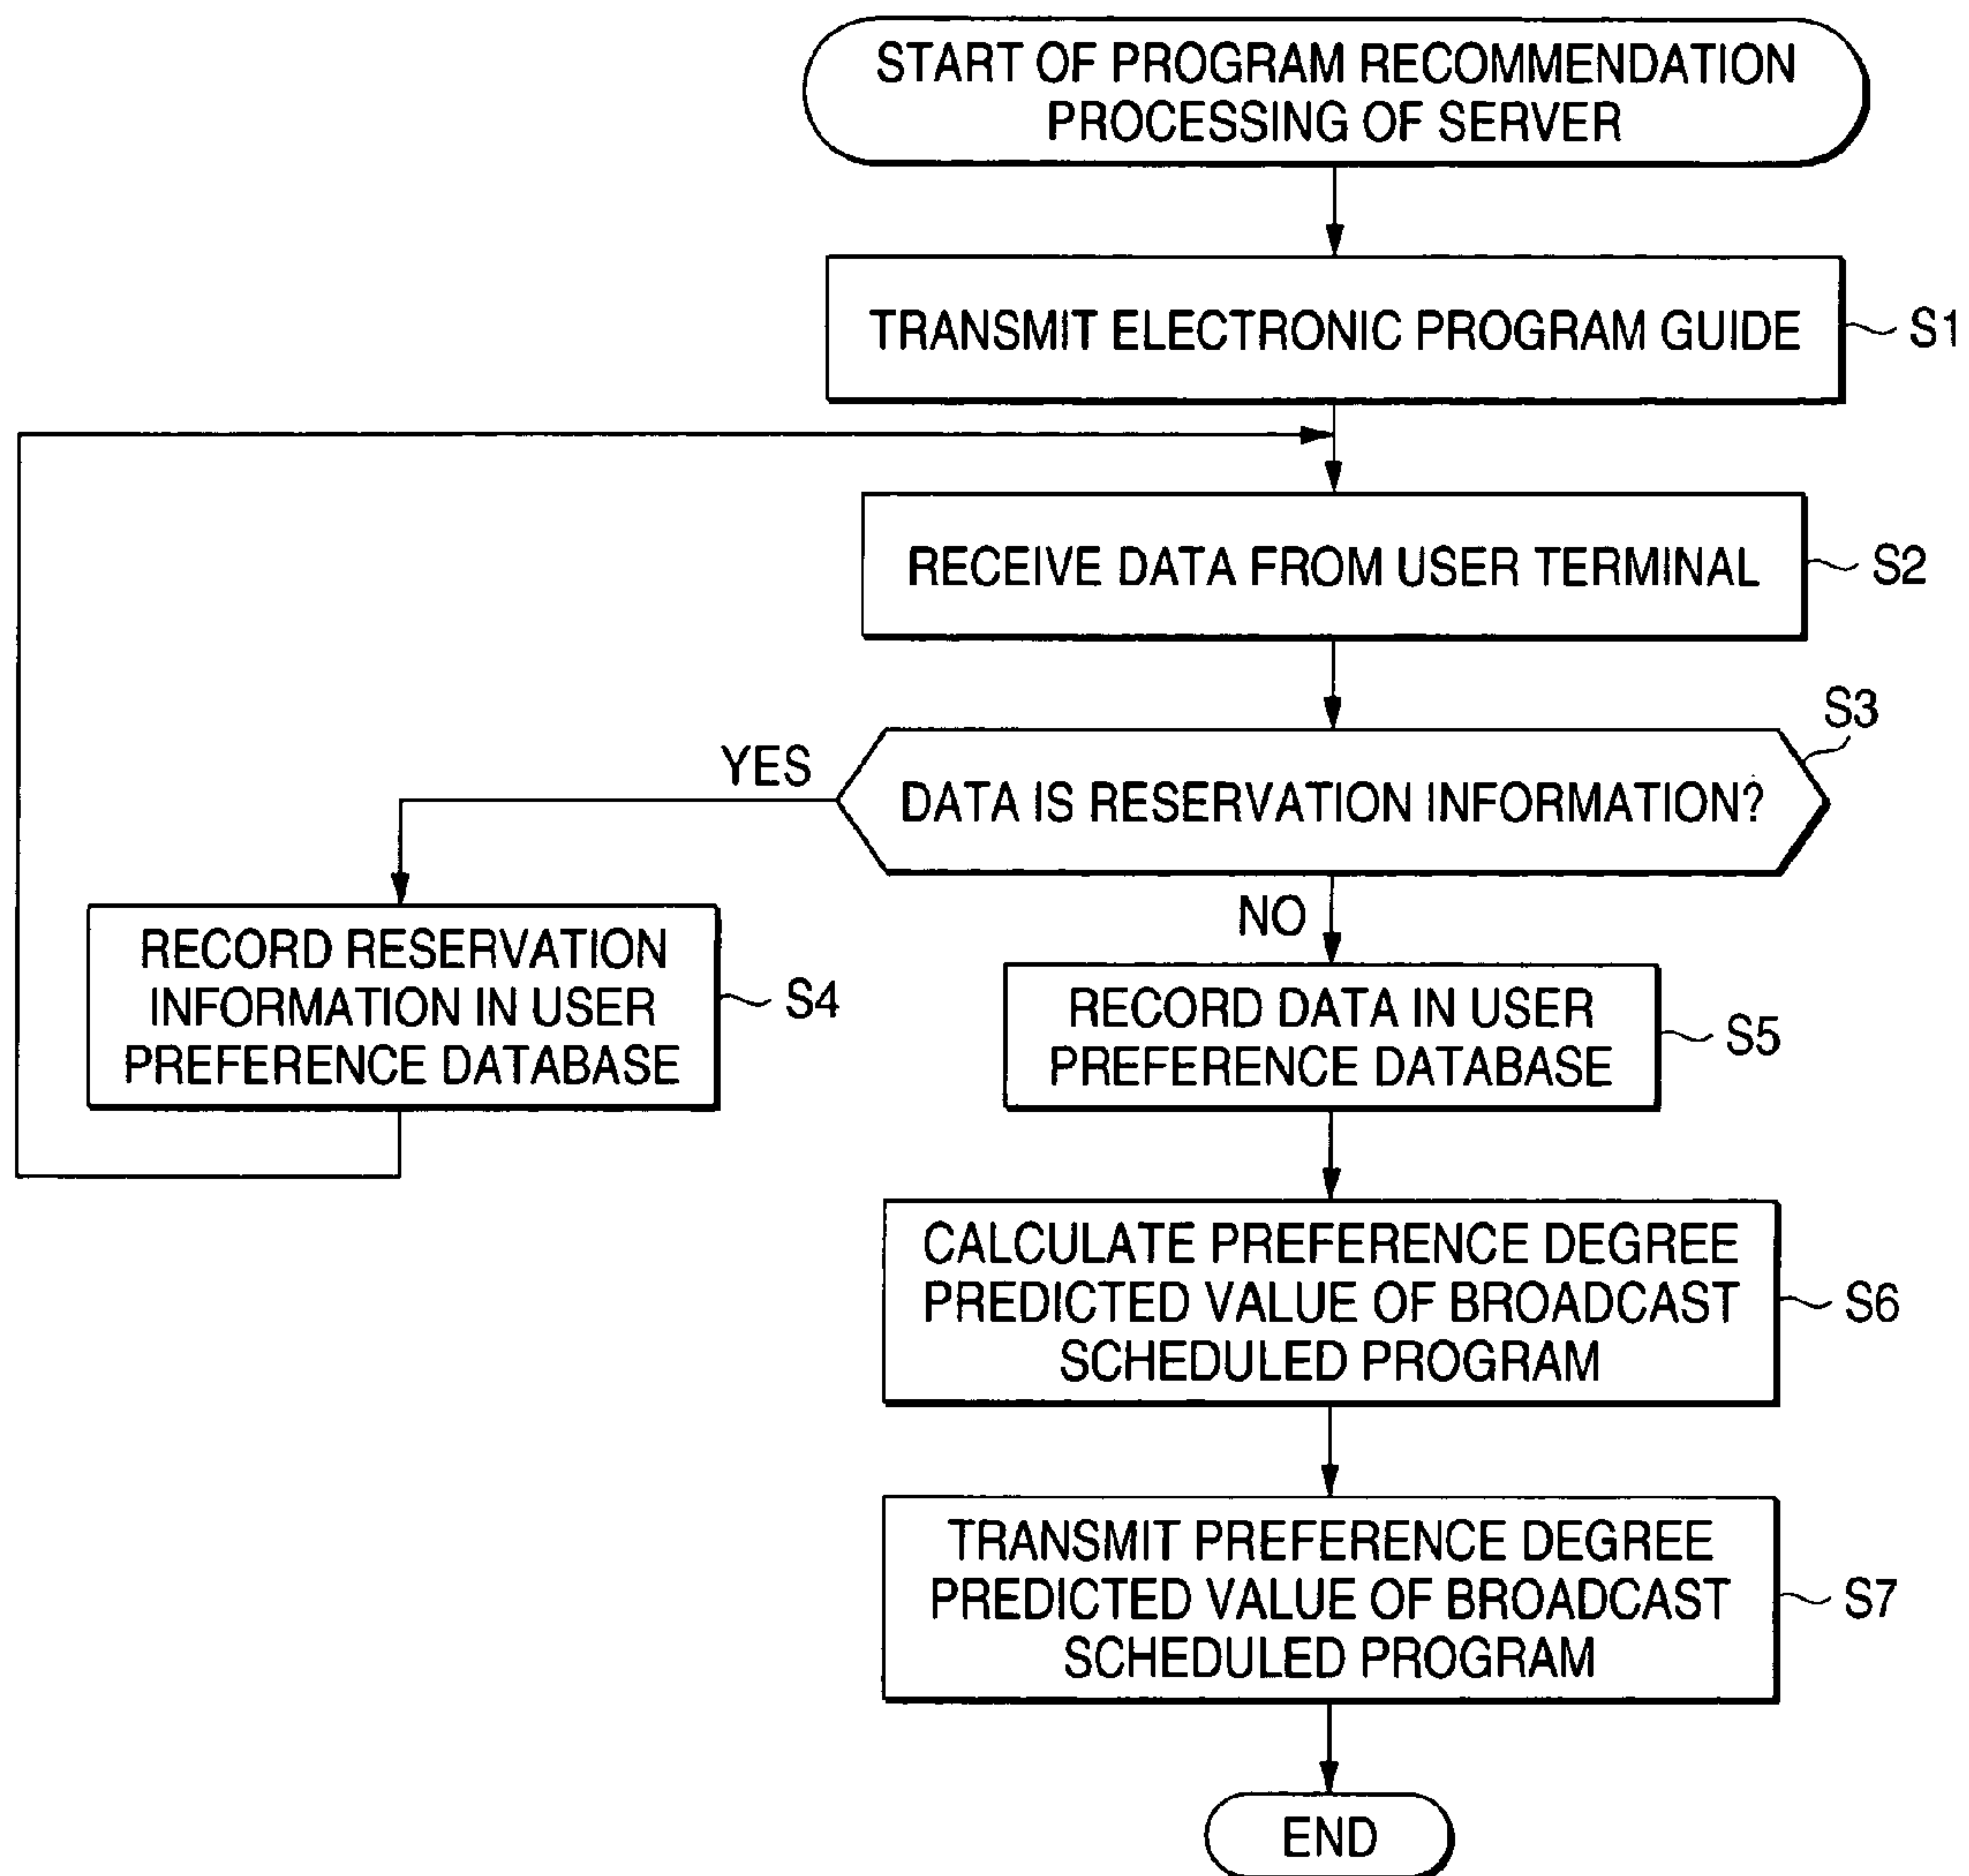 START OF PROGRAM RECOMMENDATION
PROCESSING OF SERVER
TRANSMIT ELECTRONIC PROGRAM GUIDE
S1
RECEIVE DATA FROM USER TERMINAL
S2
S3
YES
DATA IS RESERVATION INFORMATION?
NO
RECORD RESERVATION
INFORMATION IN USER
PREFERENCE DATABASE
S4
RECORD DATA IN USER
PREFERENCE DATABASE
S5
CALCULATE PREFERENCE DEGREE
PREDICTED VALUE OF BROADCAST
SCHEDULED PROGRAM
S6
TRANSMIT PREFERENCE DEGREE
PREDICTED VALUE OF BROADCAST
SCHEDULED PROGRAM
S7
END